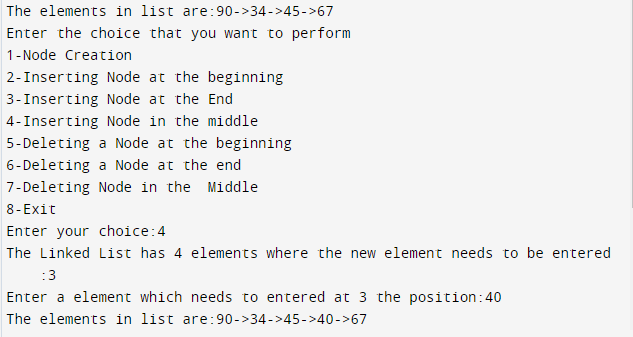 The elements in list are:90->34->45->67
Enter the choice that you want to perform
1-Node Creation
2-Inserting Node at the beginning
3-Inserting Node at the End
4-Inserting Node in the middle
5-Deleting a Node at the beginning
6-Deleting a Node at the end
7-Deleting Node in the  Middle
8-Exit
Enter your choice:4
The Linked List has 4 elements where the new element needs to be entered
    :3
Enter a element which needs to entered at 3 the position:40
The elements in list are:90->34->45->40->67